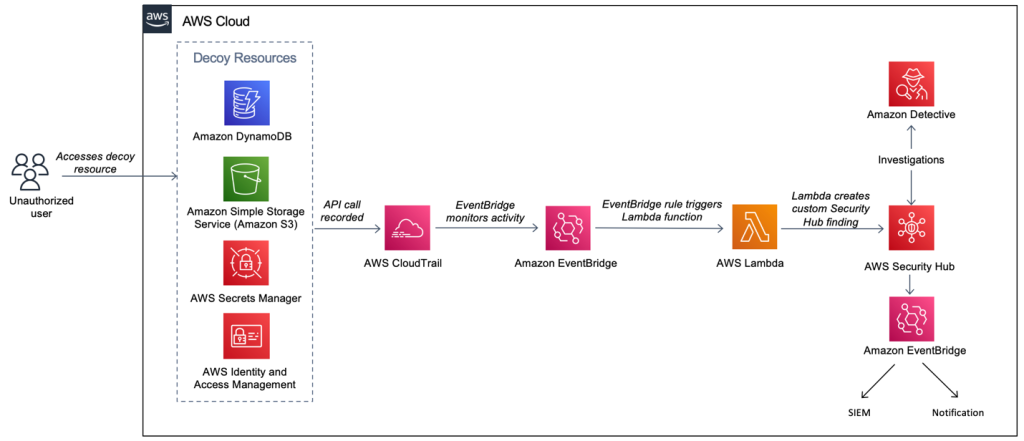 aws
AWS Cloud
Decoy Resources
Amazon DynamoDB
Amazon Simple Storage
Service (Amazon S3)
AWS Secrets Manager
AWS Identity and
Access Management
Accesses decoy
resource
Unauthorized
user
API call
recorded
AWS CloudTrail
EventBridge
monitors activity
Amazon EventBridge
EventBridge rule triggers
Lambda function
AWS Lambda
Lambda creates
custom Security
Hub finding
Amazon Detective
Investigations
AWS Security Hub
Amazon EventBridge
SIEM
Notification